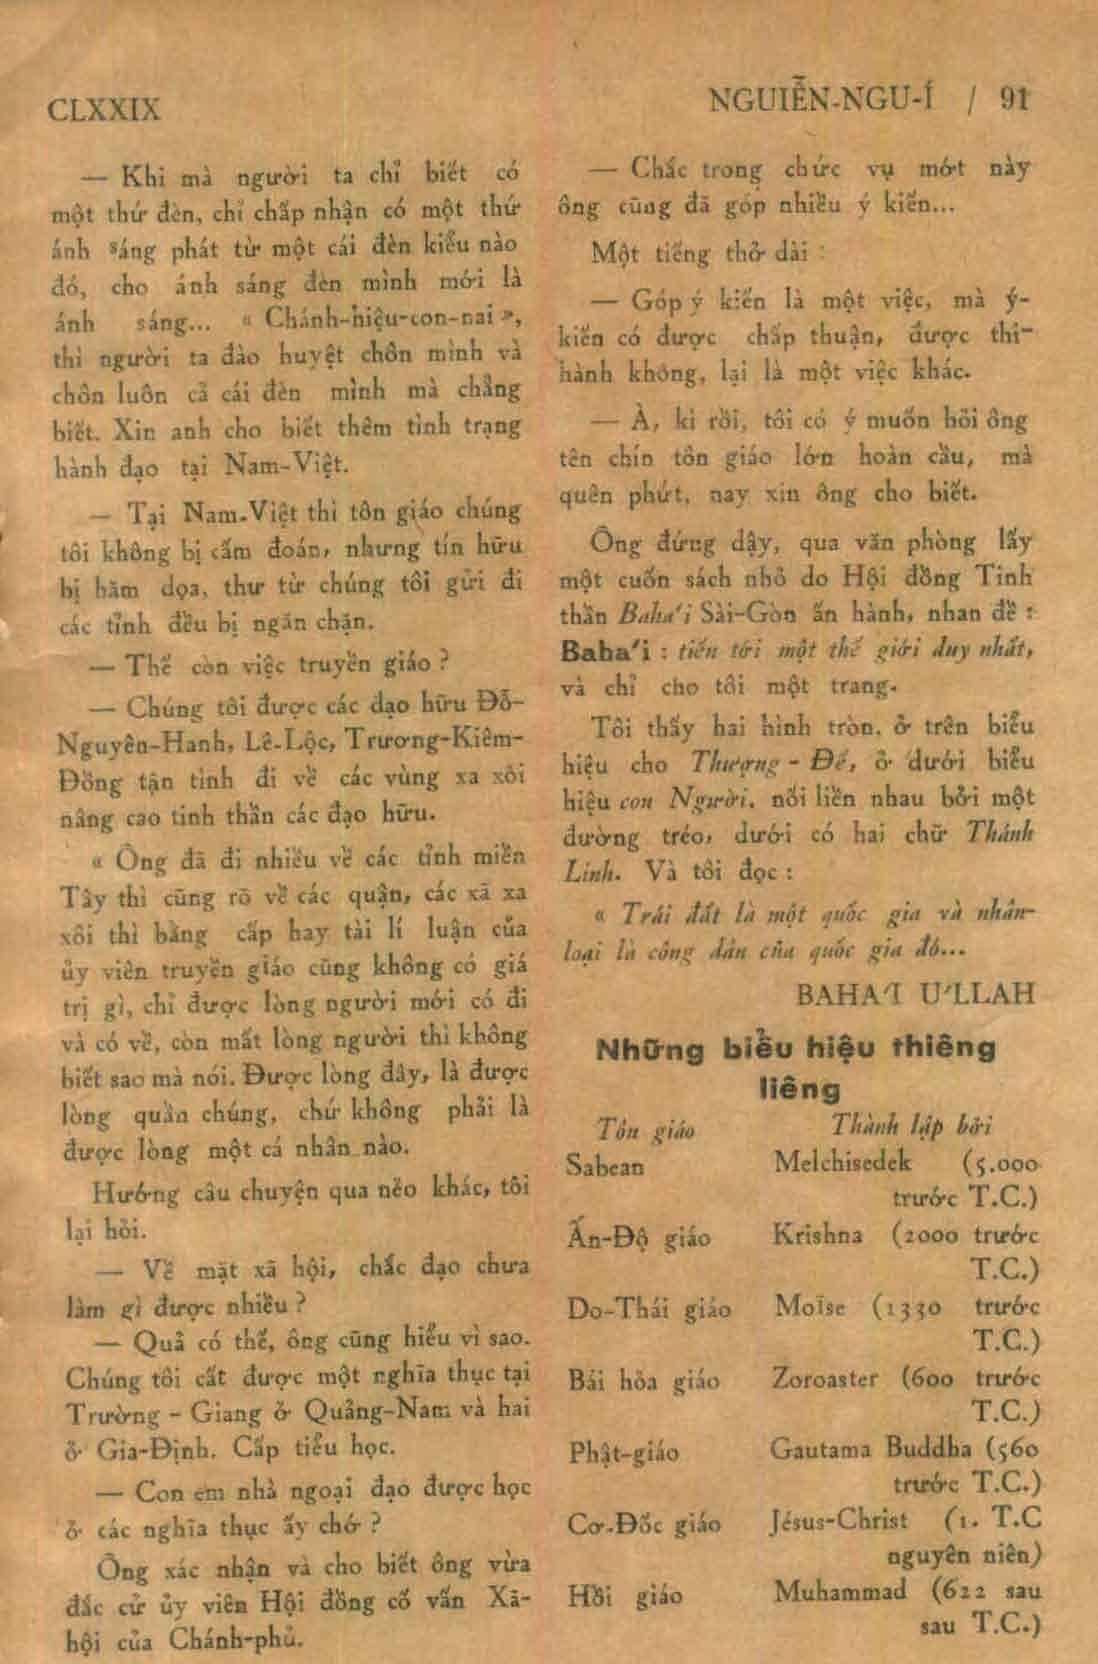 CLXXIX
NGUIỄN-NGU-Í / 91
— Khi mà người ta chỉ biết có
một thứ đèn, chỉ chấp nhận có một thứ
ánh sáng phát từ một cái đèn kiểu nào
đó, cho ánh sáng đèn mình mới là
ánh sáng... « Chánh-hiệu-con-nai »,
thì người ta đào huyệt chôn mình và
chôn luôn cả cái đèn mình mà chẳng
biết. Xin anh cho biết thêm tình trạng
hành đạo tại Nam-Việt.
— Tại Nam-Việt thì tôn giáo chúng
tôi không bị cấm đoán, nhưng tín hữu
bị hăm dọa, thư từ chúng tôi gửi đi
các tỉnh đều bị ngăn chặn.
— Thế còn việc truyền giáo ?
— Chúng tôi được các đạo hữu Đỗ-
Nguyên-Hanh, Lê-Lộc, Trương-Kiêm-
Đồng tận tình đi về các vùng xa xôi
nâng cao tinh thần các đạo hữu.
« Ông đã đi nhiều về các tỉnh miền
Tây thì cũng rõ về các quận, các xã xa
xôi thì bằng cấp hay tài lí luận của
ủy viên truyền giáo cũng không có giá
trị gì, chỉ được lòng người mới có đi
và có về, còn mất lòng người thì không
biết sao mà nói. Được lòng đây, là được
lòng quần chúng, chứ không phải là
được lòng một cá nhân nào.
Hướng câu chuyện qua nẻo khác, tôi
lại hỏi.
— Về mặt xã hội, chắc đạo chưa
làm gì được nhiều ?
— Quả có thế, ông cũng hiểu vì sao.
Chúng tôi cất được một nghĩa thục tại
Trường - Giang ở Quảng-Nam và hai
ở Gia-Định. Cấp tiểu học.
— Con em nhà ngoại đạo được học
ở các nghĩa thục ấy chớ ?
Ông xác nhận và cho biết ông vừa
đắc cử ủy viên Hội đồng cố vấn Xã-
hội của Chánh-phủ.
— Chắc trong chức vụ mớt này
ông cũng đã góp nhiều ý kiến...
Một tiếng thở dài :
— Góp ý kiến là một việc, mà ý-
kiến có được chấp thuận, được thi-
hành không, lại là một việc khác.
— À, kì rồi, tôi có ý muốn hỏi ông
tên chín tôn giáo lớn hoàn cầu, mà
quên phứt, nay xin ông cho biết.
Ông đứng dậy, qua văn phòng lấy
một cuốn sách nhỏ do Hội đồng Tinh
thần Baha'i Sài-Gòn ấn hành, nhan đề :
Baha'i : tiến tới một thế giới duy nhất,
và chỉ cho tôi một trang.
Tôi thấy hai hình tròn, ở trên biểu
hiệu cho Thượng - Đế, ở dưới biểu
hiệu con Người, nối liền nhau bởi một
đường tréo, dưới có hai chữ Thánh
Linh. Và tôi đọc :
« Trái đất là một quốc gia và nhân-
loại là công dân của quốc gia đó...
BAHA'I U'LLAH
Những biểu hiệu thiêng
liêng
Tôn giáo Thành lập bởi
Sabean Melchisedek (5.000
trước T.C.)
Ấn-Độ giáo Krishna (2000 trước
T.C.)
Do-Thái giáo Moïse (1330 trước
T.C.)
Bái hỏa giáo Zoroaster (600 trước
T.C.)
Phật-giáo Gautama Buddha (560
trước T.C.)
Cơ-Đốc giáo Jésus-Christ (1. T.C
nguyên niên)
Hồi giáo Muhammad (622 sau
sau T.C.)